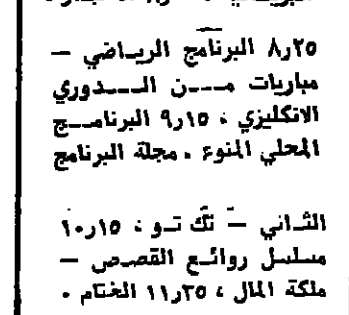 ٨٫٢٥ البرنامج الرياضي —
مباريات من الدوري
الانكليزي ، ٩٫١٥ البرنامج
المحلي المنوع . مجلة البرنامج
الثاني — تك تو ، ١٠٫١٥
مسلسل روائع القصص —
ملكة المال ، ١١٫٢٥ الختام .